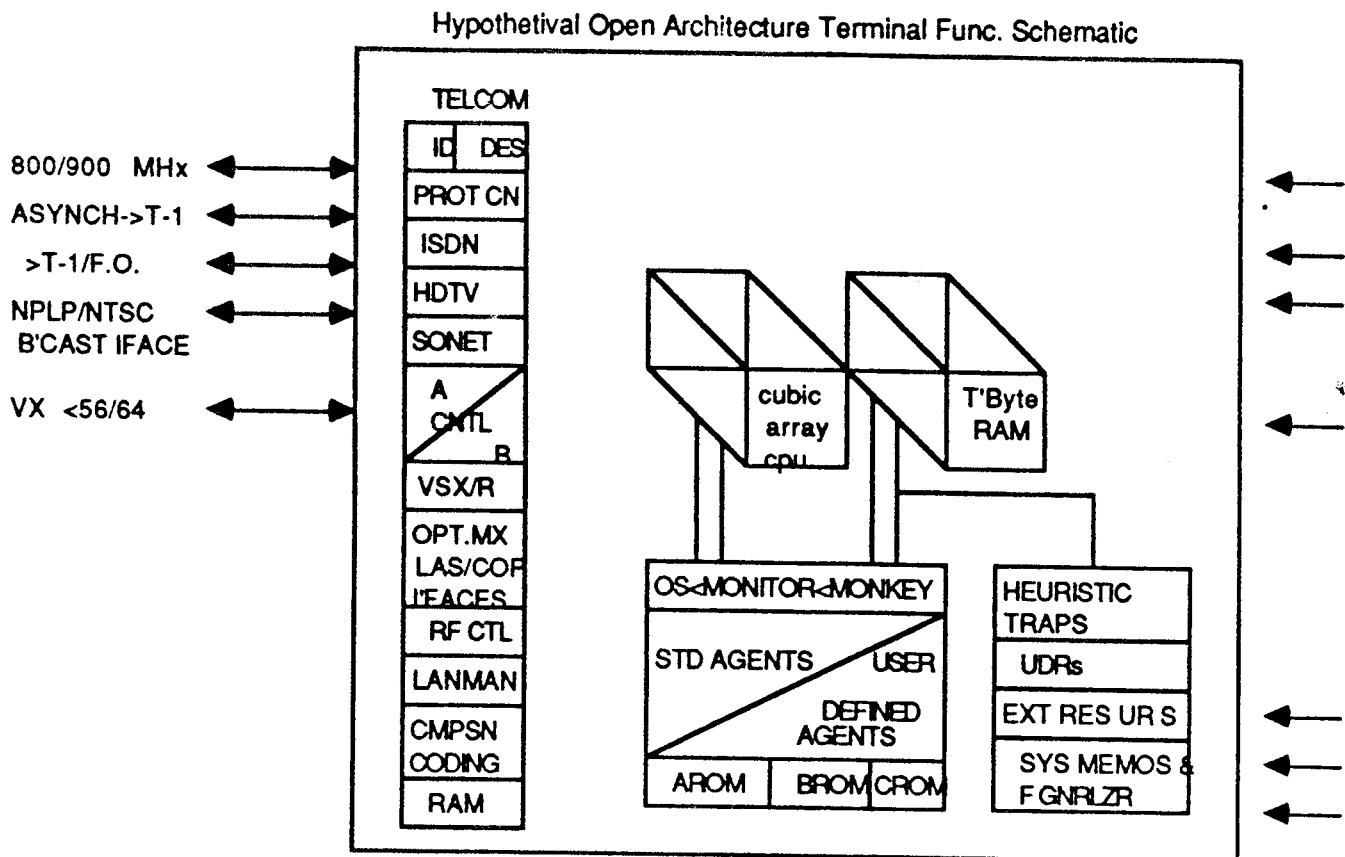 Hypothetival Open Architecture Terminal Func. Schematic
TELCOM
ID DES
PROT CN
ISDN
HDTV
SONET
A
CNTL
B
VSX/R
OPT.MX
LAS/COP
I'FACES
RF CTL
LANMAN
CMPSN
CODING
RAM
800/900 MHx
ASYNCH->T-1
>T-1/F.O.
NPLP/NTSC
B'CAST IFACE
VX <56/64
cubic
array
cpu
T'Byte
RAM
OS<MONITOR<MONKEY
STD AGENTS
USER
DEFINED
AGENTS
AROM BROM CROM
HEURISTIC
TRAPS
UDRs
EXT RES UR S
SYS MEMOS &
F GNRLZR